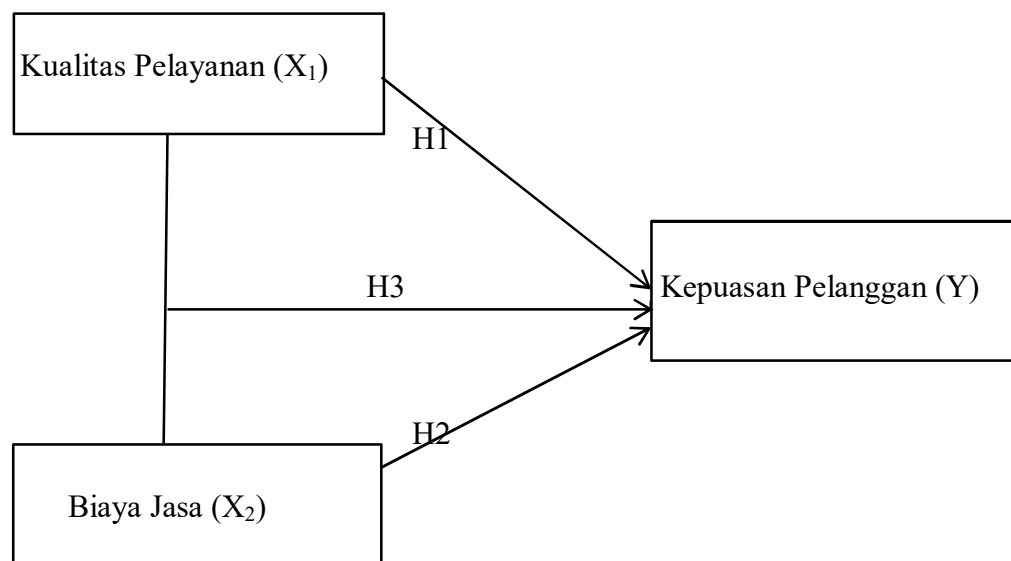 Kualitas Pelayanan (X₁)
H1
H3
Kepuasan Pelanggan (Y)
H2
Biaya Jasa (X₂)